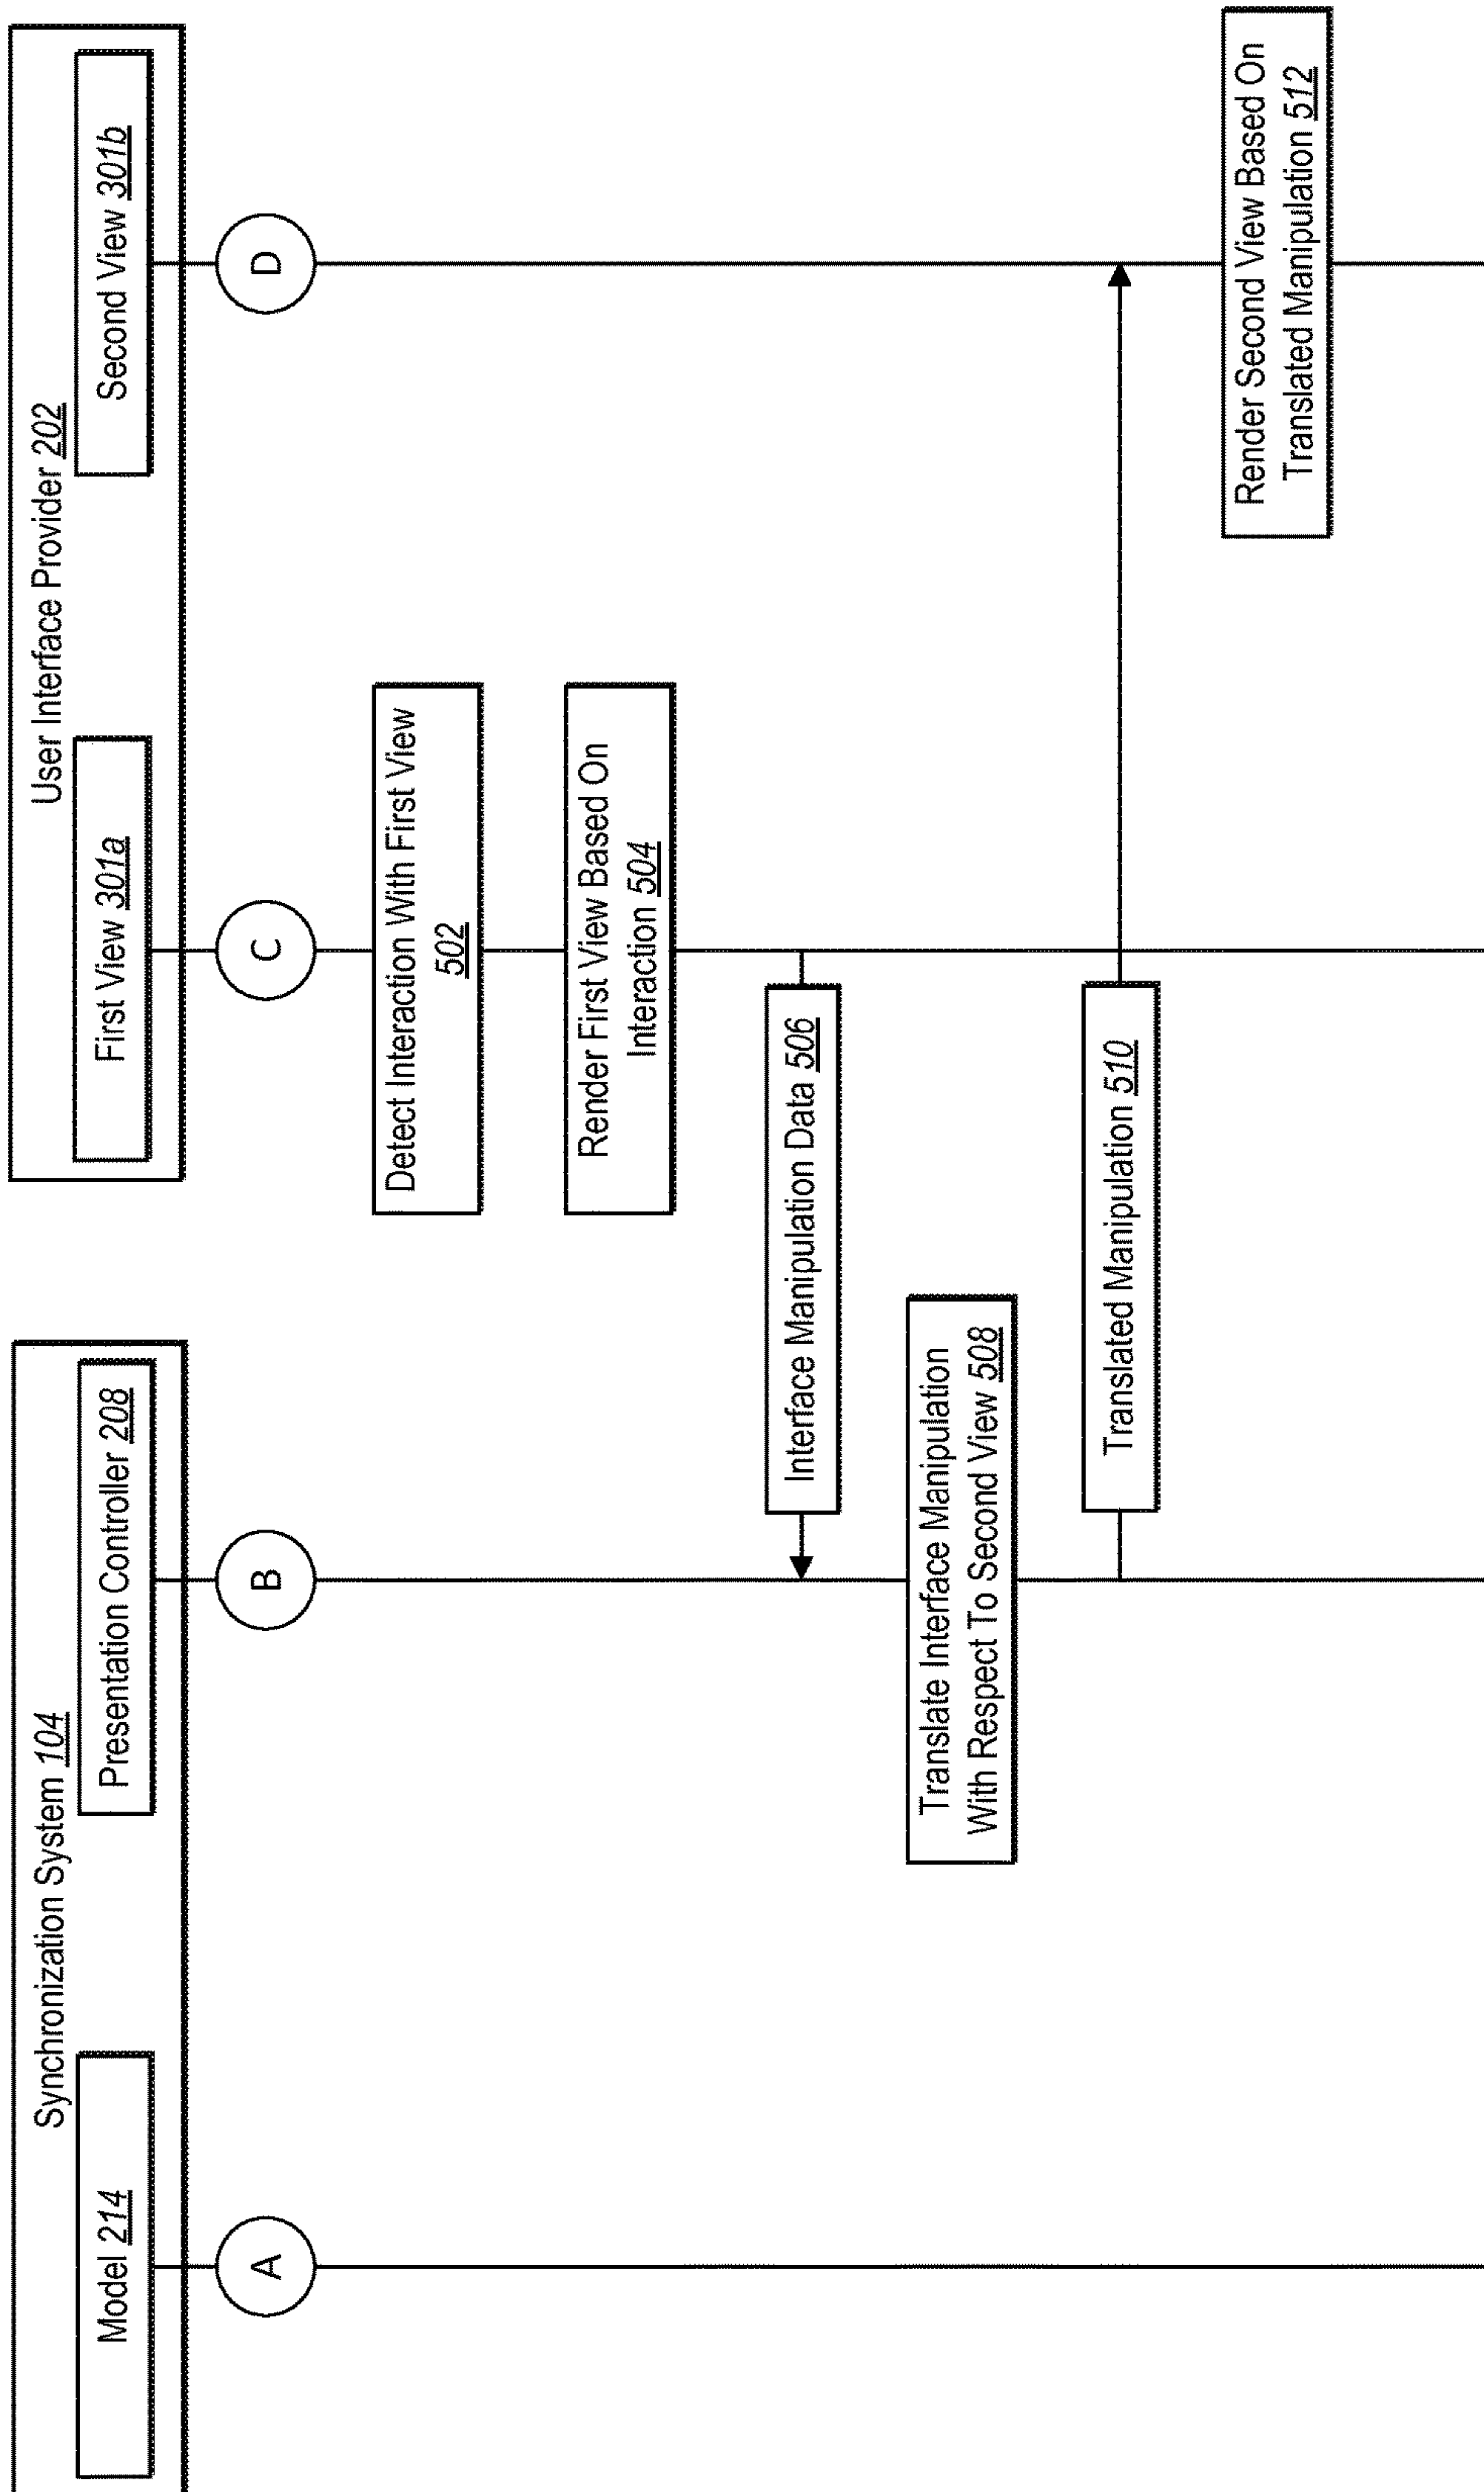 Synchronization System 104
Model 214
Presentation Controller 208
User Interface Provider 202
First View 301a
Second View 301b
A
B
C
D
Detect Interaction With First View
502
Render First View Based On
Interaction 504
Interface Manipulation Data 506
Translate Interface Manipulation
With Respect To Second View 508
Translated Manipulation 510
Render Second View Based On
Translated Manipulation 512